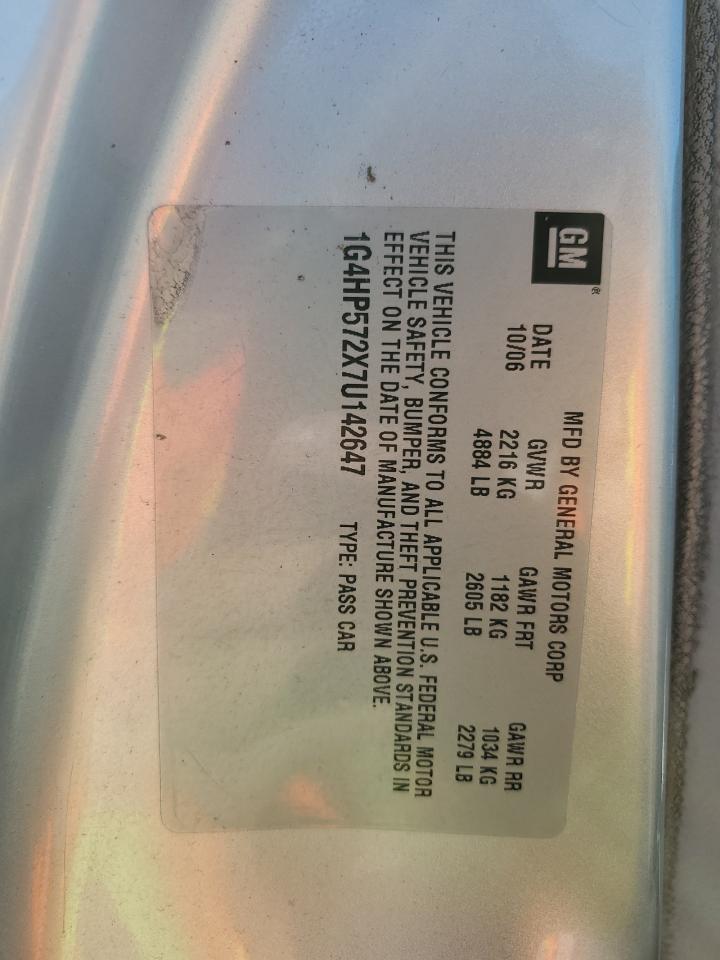 GM®
MFD BY GENERAL MOTORS CORP
DATE GVWR GAWR FRT GAWR RR
10/06 2216 KG 1182 KG 1034 KG
4884 LB 2605 LB 2279 LB
THIS VEHICLE CONFORMS TO ALL APPLICABLE U.S. FEDERAL MOTOR
VEHICLE SAFETY, BUMPER, AND THEFT PREVENTION STANDARDS IN
EFFECT ON THE DATE OF MANUFACTURE SHOWN ABOVE.
1G4HP572X7U142647 TYPE: PASS CAR